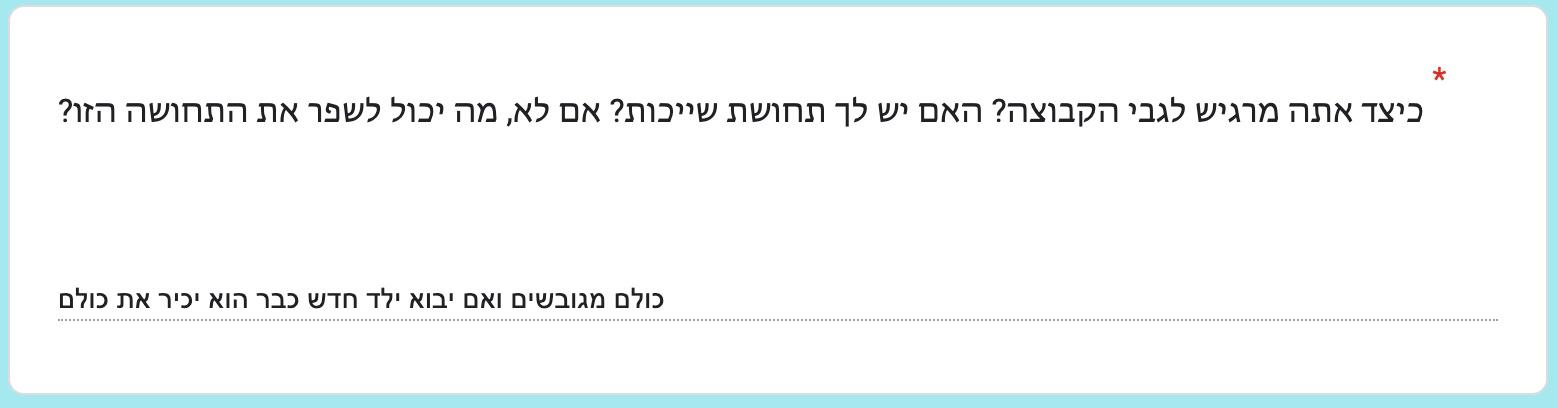 כיצד אתה מרגיש לגבי הקבוצה? האם יש לך תחושת שייכות? אם לא, מה יכול לשפר את התחושה הזו? *
כולם מגובשים ואם יבוא ילד חדש כבר הוא יכיר את כולם